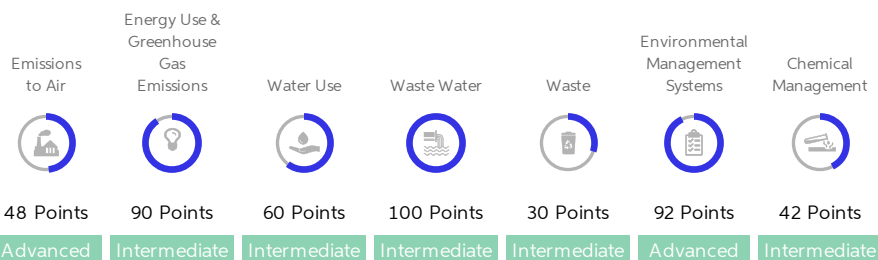 Emissions
to Air
Energy Use &
Greenhouse
Gas
Emissions
Water Use
Waste Water
Waste
Environmental
Management
Systems
Chemical
Management
48 Points
90 Points
60 Points
100 Points
30 Points
92 Points
42 Points
Advanced
Intermediate
Intermediate
Intermediate
Intermediate
Advanced
Intermediate